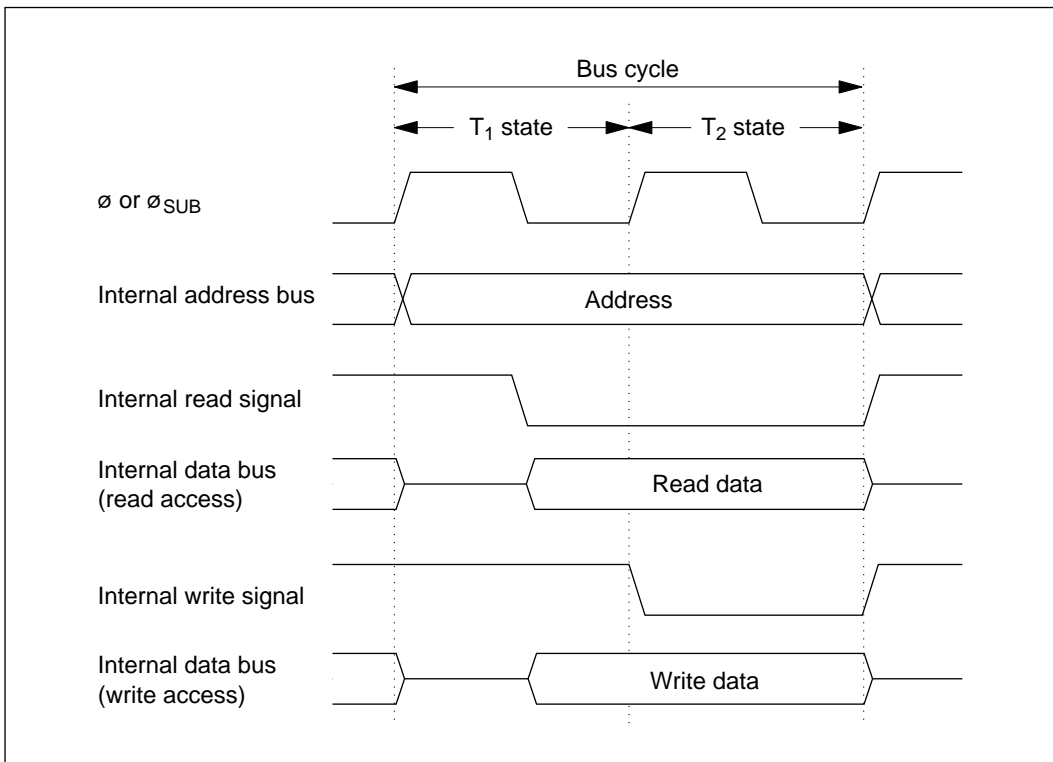 Bus cycle
T1 state
T2 state
ø or øSUB
Internal address bus
Address
Internal read signal
Internal data bus
(read access)
Read data
Internal write signal
Internal data bus
(write access)
Write data